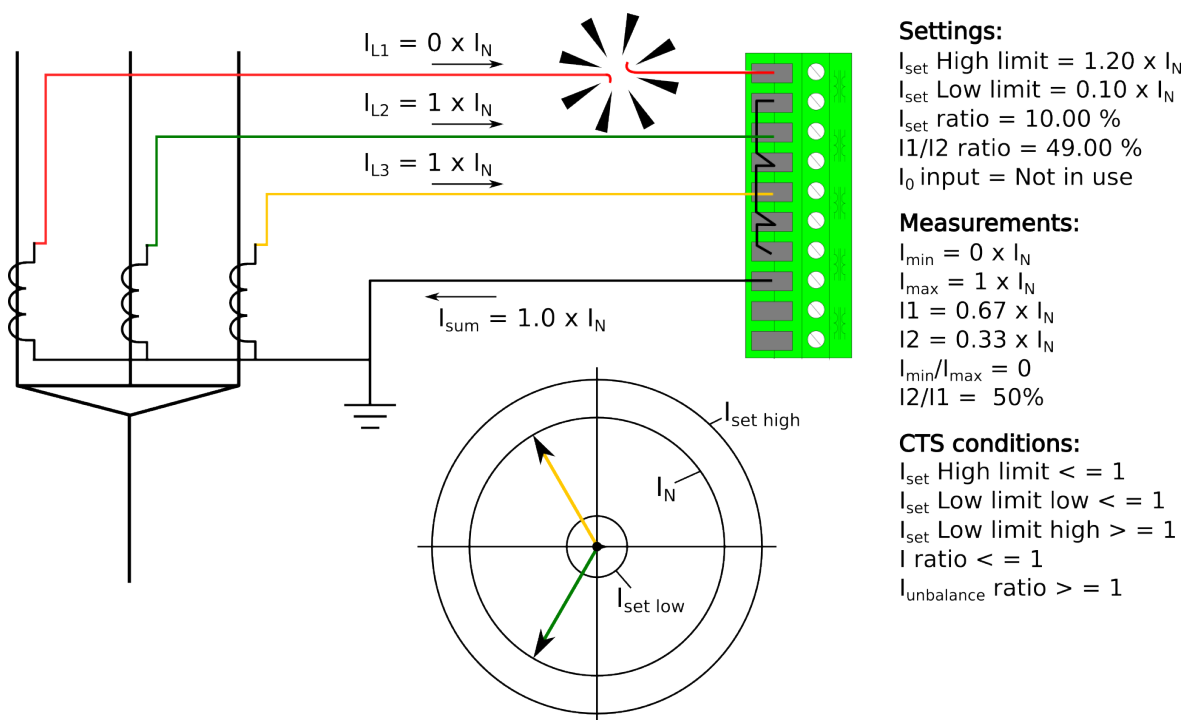 I_L1 = 0 x I_N
I_L2 = 1 x I_N
I_L3 = 1 x I_N
I_sum = 1.0 x I_N
I_set high
I_N
I_set low
Settings:
I_set High limit = 1.20 x I_N
I_set Low limit = 0.10 x I_N
I_set ratio = 10.00 %
I1/I2 ratio = 49.00 %
I_0 input = Not in use
Measurements:
I_min = 0 x I_N
I_max = 1 x I_N
I1 = 0.67 x I_N
I2 = 0.33 x I_N
I_min/I_max = 0
I2/I1 =  50%
CTS conditions:
I_set High limit < = 1
I_set Low limit low < = 1
I_set Low limit high > = 1
I ratio < = 1
I_unbalance ratio > = 1